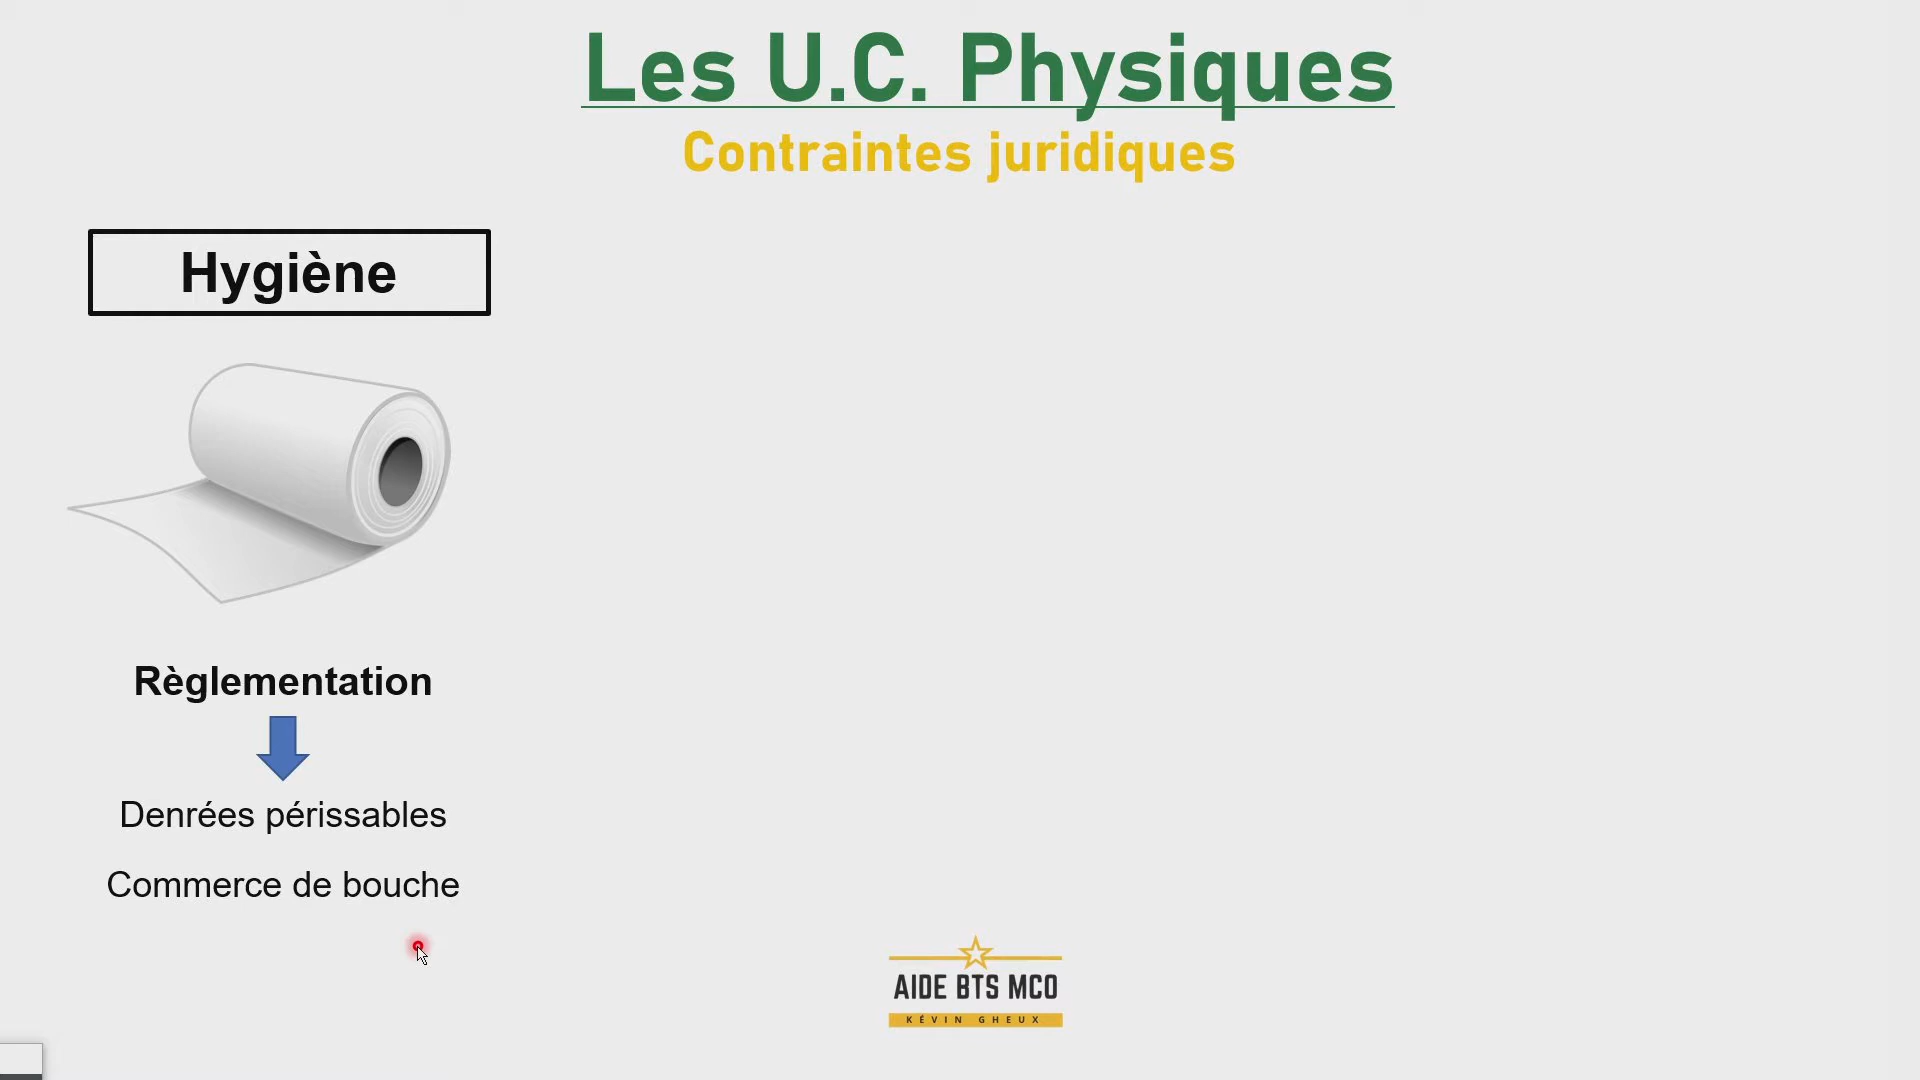 Les U.C. Physiques
Contraintes juridiques
Hygiène
Règlementation
Denrées périssables
Commerce de bouche
AIDE BTS MCO
KÉVIN GHEUX